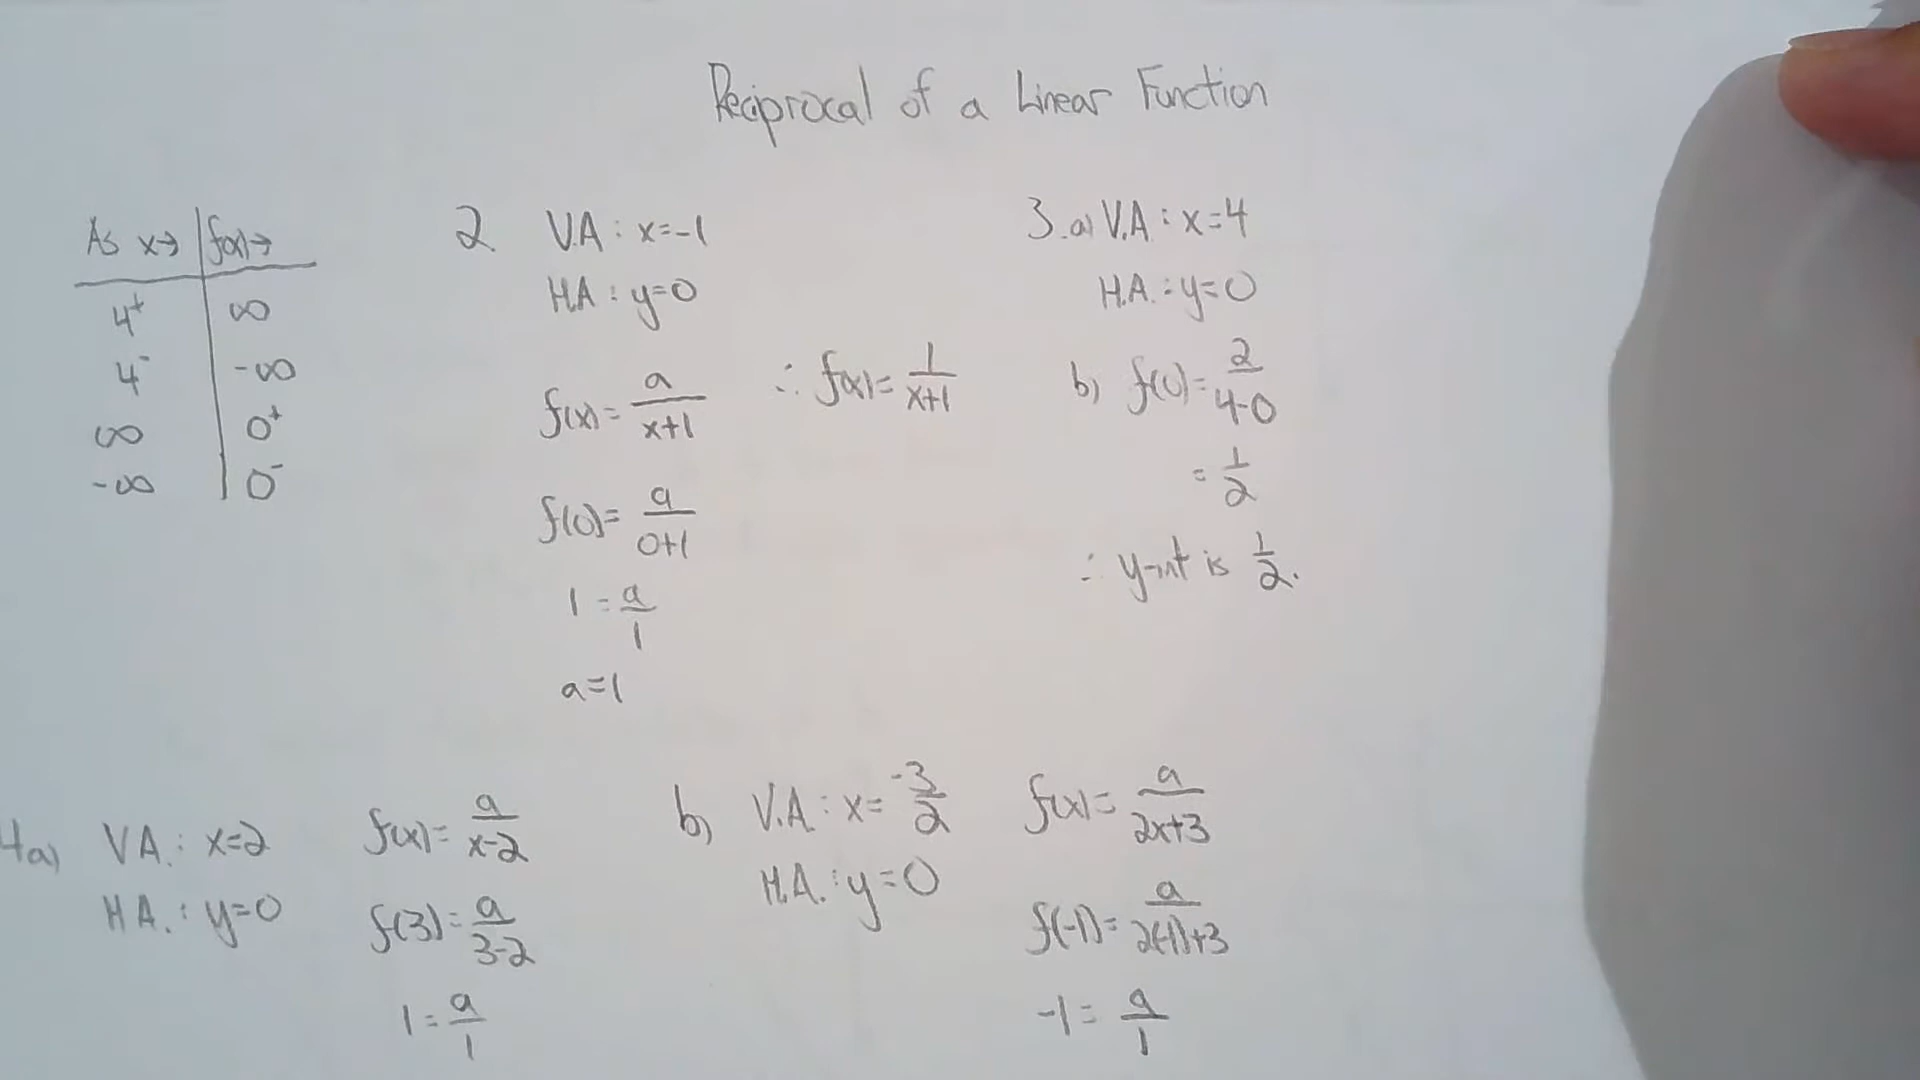 Reciprocal of a Linear Function
As x→ | f(x)→
4⁺ | ∞
4⁻ | -∞
∞ | 0⁺
-∞ | 0⁻
2. V.A : x=-1
H.A : y=0
f(x)= a/(x+1)
f(0)= a/(0+1)
1 = a/1
a=1
∴ f(x)= 1/(x+1)
3. a) V.A : x=4
H.A. : y=0
b) f(0)= 2/(4-0)
= 1/2
∴ y-int is 1/2.
4a) V.A. : x=2
H.A. : y=0
f(x)= a/(x-2)
f(3)= a/(3-2)
1 = a/1
b) V.A. : x= -3/2
H.A. : y=0
f(x)= a/(2x+3)
f(-1)= a/(2(-1)+3)
-1= a/1